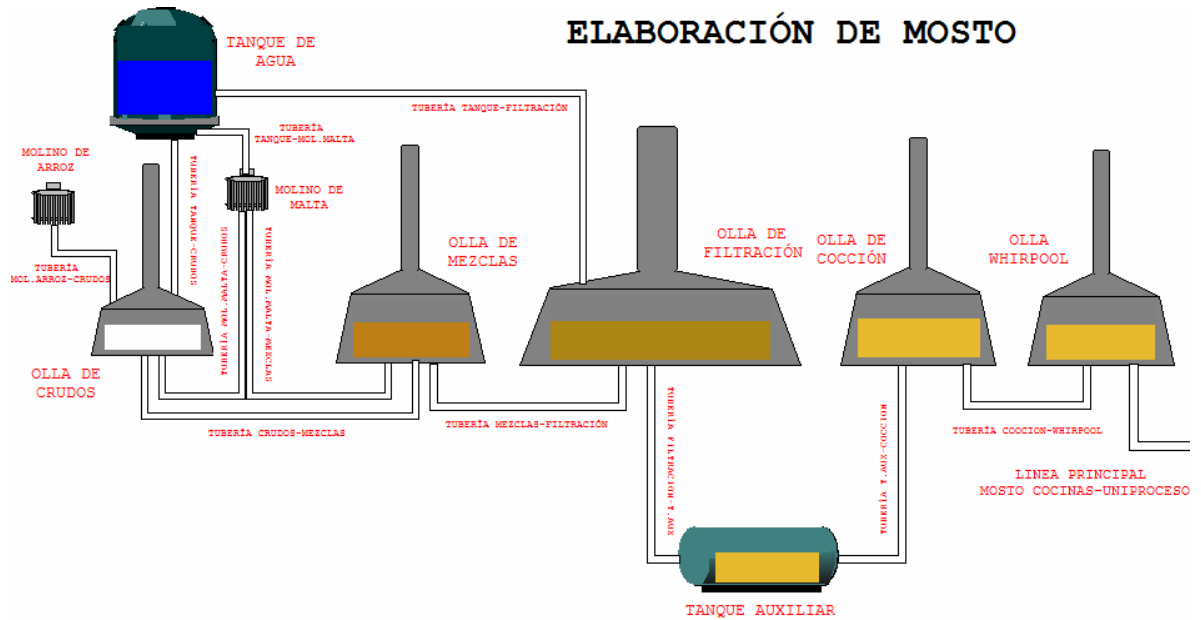 ELABORACIÓN DE MOSTO
TANQUE DE
AGUA
TUBERÍA TANQUE-FILTRACIÓN
TUBERÍA
TANQUE-MOL.MALTA
MOLINO DE
ARROZ
MOLINO DE
MALTA
TUBERÍA TANQUE-CRUDOS
TUBERÍA MOL.MALTA-CRUDOS
TUBERÍA MOL.MALTA-MEZCLAS
TUBERÍA
MOL.ARROZ-CRUDOS
OLLA DE
MEZCLAS
OLLA DE
FILTRACIÓN
OLLA DE
COCCIÓN
OLLA
WHIRPOOL
OLLA DE
CRUDOS
TUBERÍA CRUDOS-MEZCLAS
TUBERÍA MEZCLAS-FILTRACIÓN
TUBERÍA FILTRACION-T.AUX
TUBERÍA T.AUX-COCCION
TUBERÍA COOCION-WHIRPOOL
LINEA PRINCIPAL
MOSTO COCINAS-UNIPROCESO
TANQUE AUXILIAR